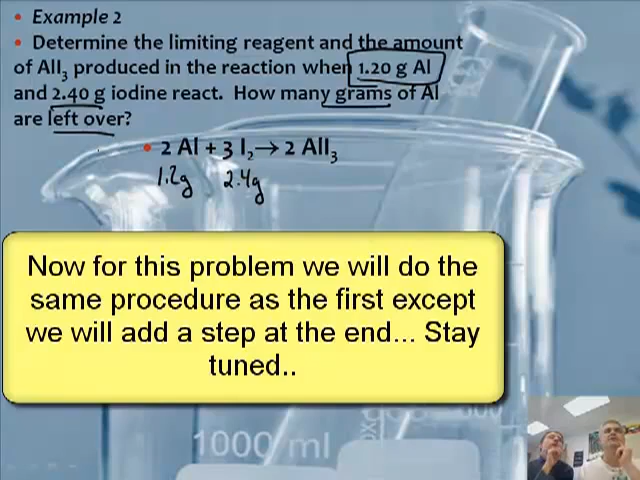 • Example 2
• Determine the limiting reagent and the amount
of AlI₃ produced in the reaction when 1.20 g Al
and 2.40 g iodine react. How many grams of Al
are left over?
• 2 Al + 3 I₂→ 2 AlI₃
1.2g 2.4g
Now for this problem we will do the
same procedure as the first except
we will add a step at the end... Stay
tuned..
1000 ml